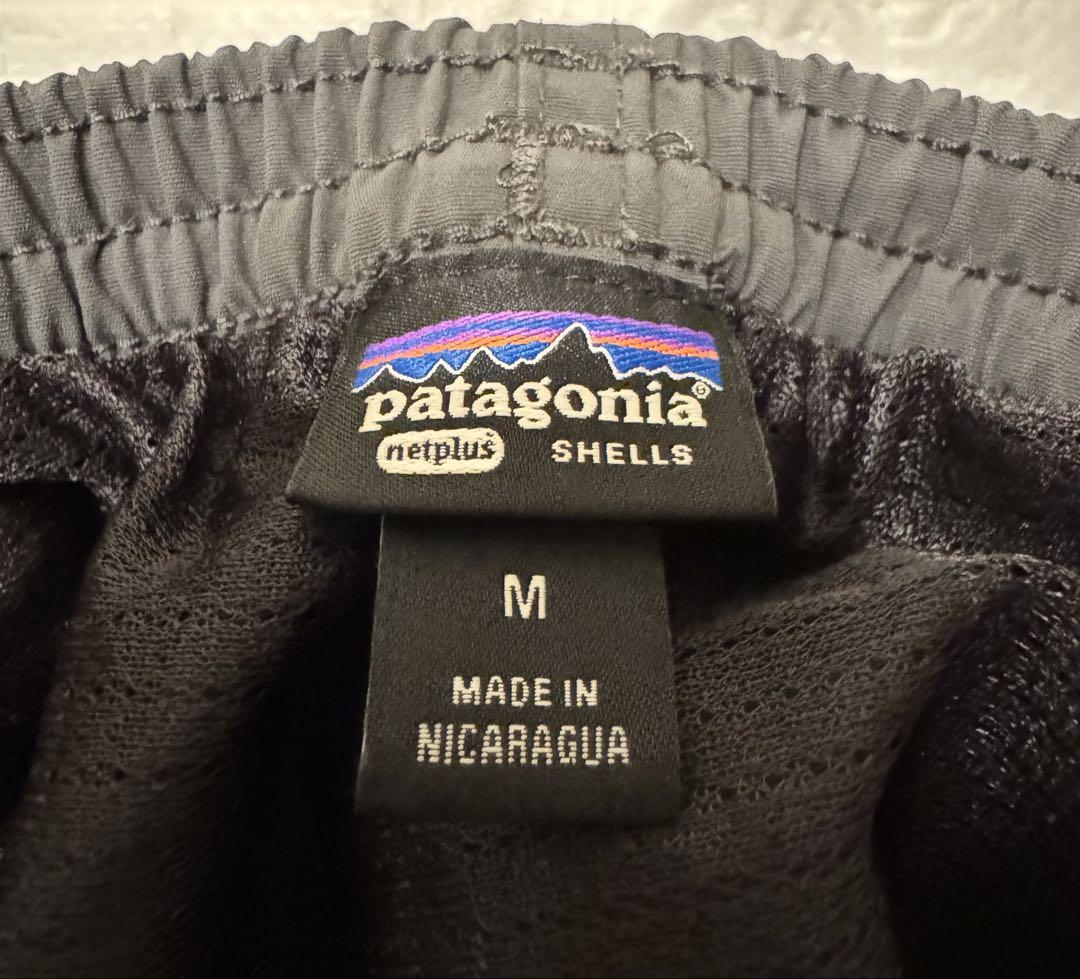 patagonia®
netplus® SHELLS
M
MADE IN
NICARAGUA